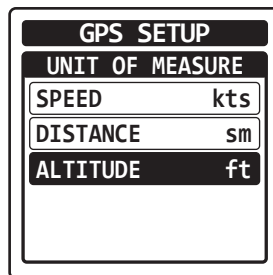 GPS SETUP
UNIT OF MEASURE
SPEED kts
DISTANCE sm
ALTITUDE ft